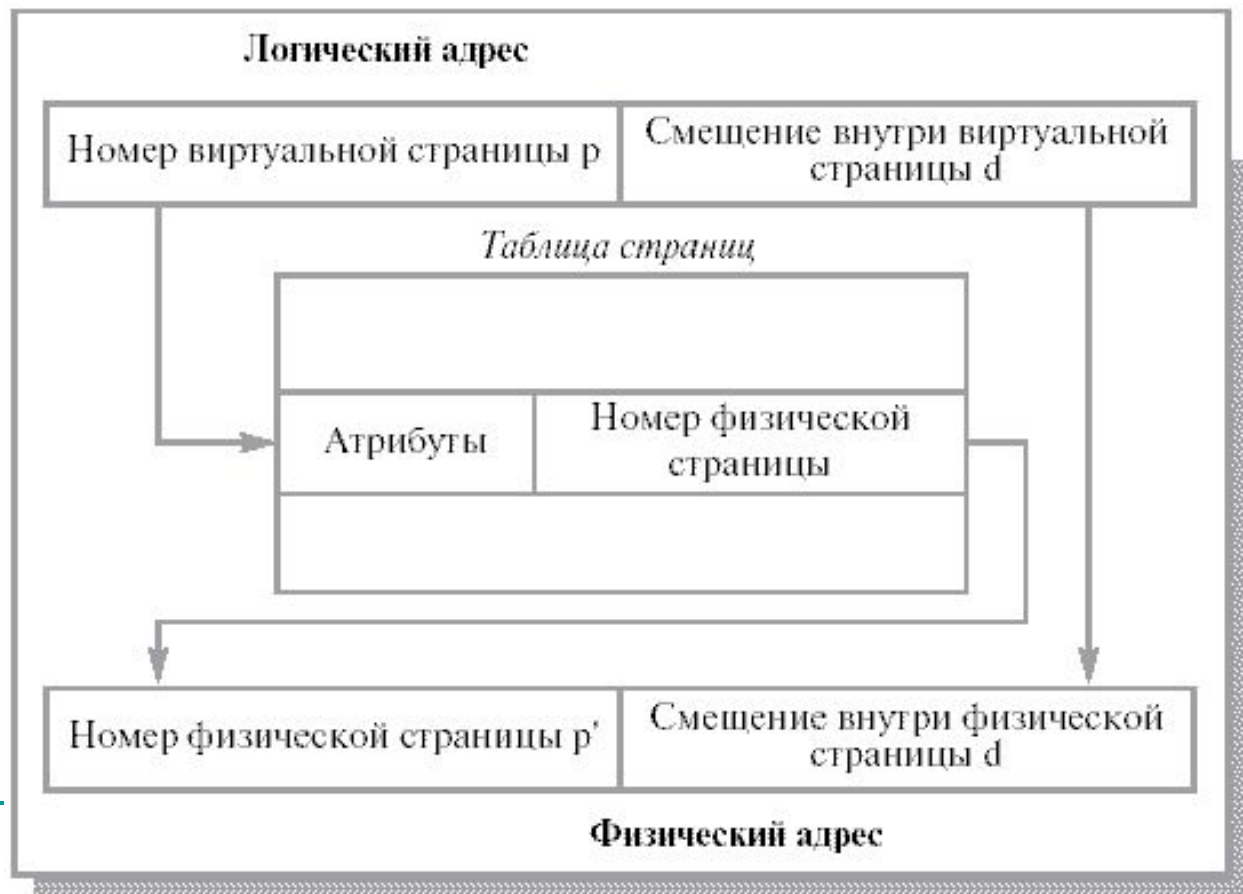 Логический адрес
Номер виртуальной страницы p
Смещение внутри виртуальной
страницы d
Таблица страниц
Атрибуты
Номер физической
страницы
Номер физической страницы p'
Смещение внутри физической
страницы d
Физический адрес